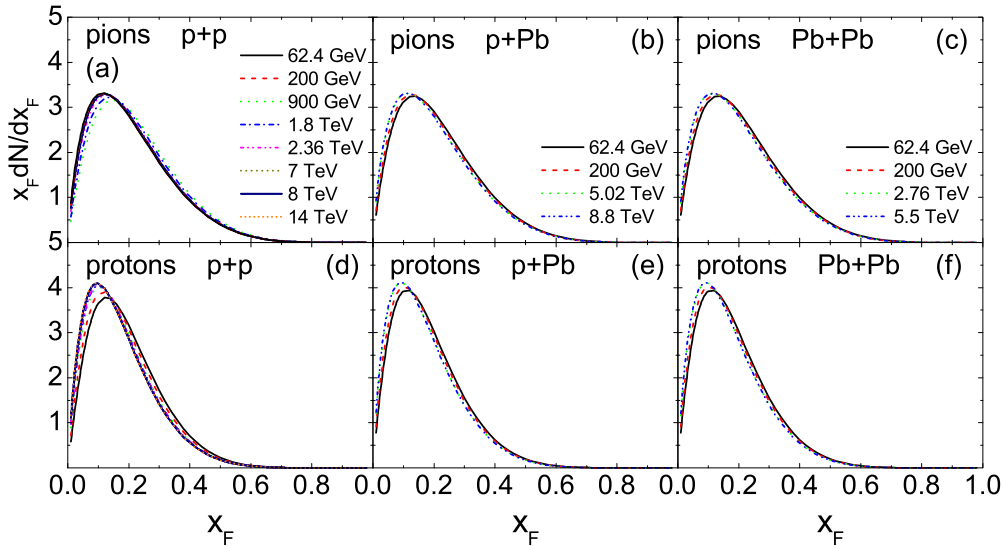 pions p+p
(a)
62.4 GeV
200 GeV
900 GeV
1.8 TeV
2.36 TeV
7 TeV
8 TeV
14 TeV
pions p+Pb (b)
62.4 GeV
200 GeV
5.02 TeV
8.8 TeV
pions Pb+Pb (c)
62.4 GeV
200 GeV
2.76 TeV
5.5 TeV
5
4
3
2
1
x_F dN/dx_F
protons p+p (d)
protons p+Pb (e)
protons Pb+Pb (f)
5
4
3
2
1
0.0 0.2 0.4 0.6 0.8 0.0 0.2 0.4 0.6 0.8 0.0 0.2 0.4 0.6 0.8 1.0
x_F x_F x_F